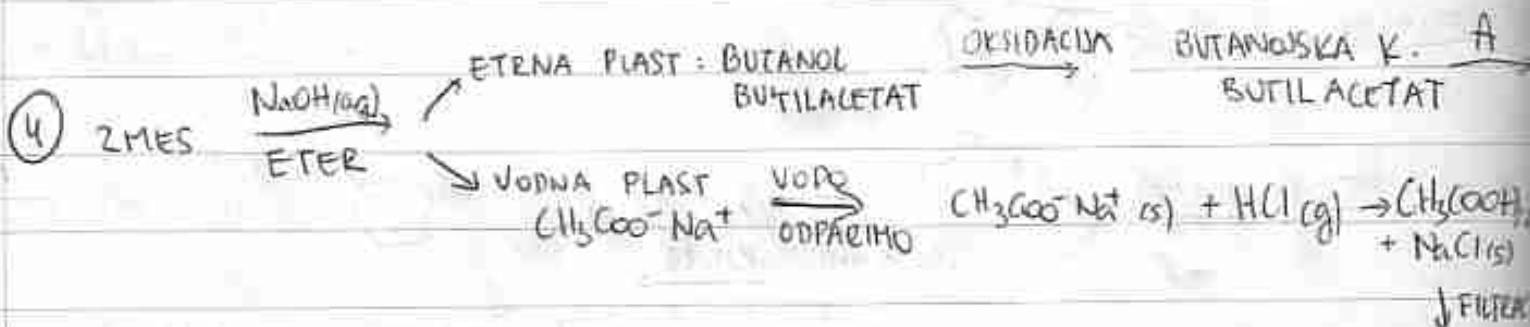 ④ ZMES NaOH(aq) ETER
ETRNA PLAST : BUTANOL
BUTILACETAT
OKSIDACIJA
BUTANOJSKA K. A
BUTIL ACETAT
VODNA PLAST
CH₃COO⁻Na⁺
VODO
ODPARIMO
CH₃COO⁻Na⁺ (s) + HCl (g) → CH₃COOH
+ NaCl(s)
↓